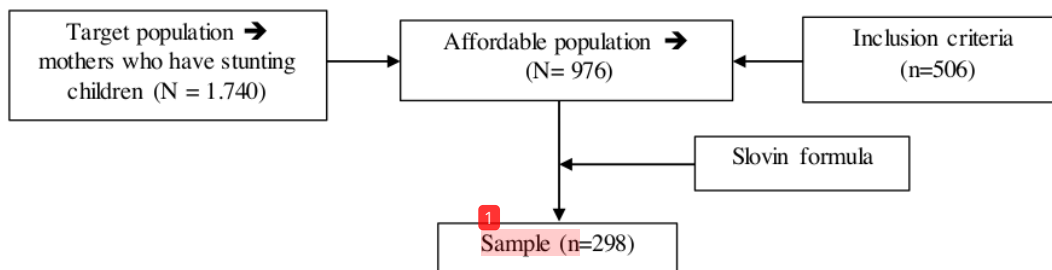 Target population ➔
mothers who have stunting
children (N = 1.740)
Affordable population ➔
(N= 976)
Inclusion criteria
(n=506)
Slovin formula
1
Sample (n=298)